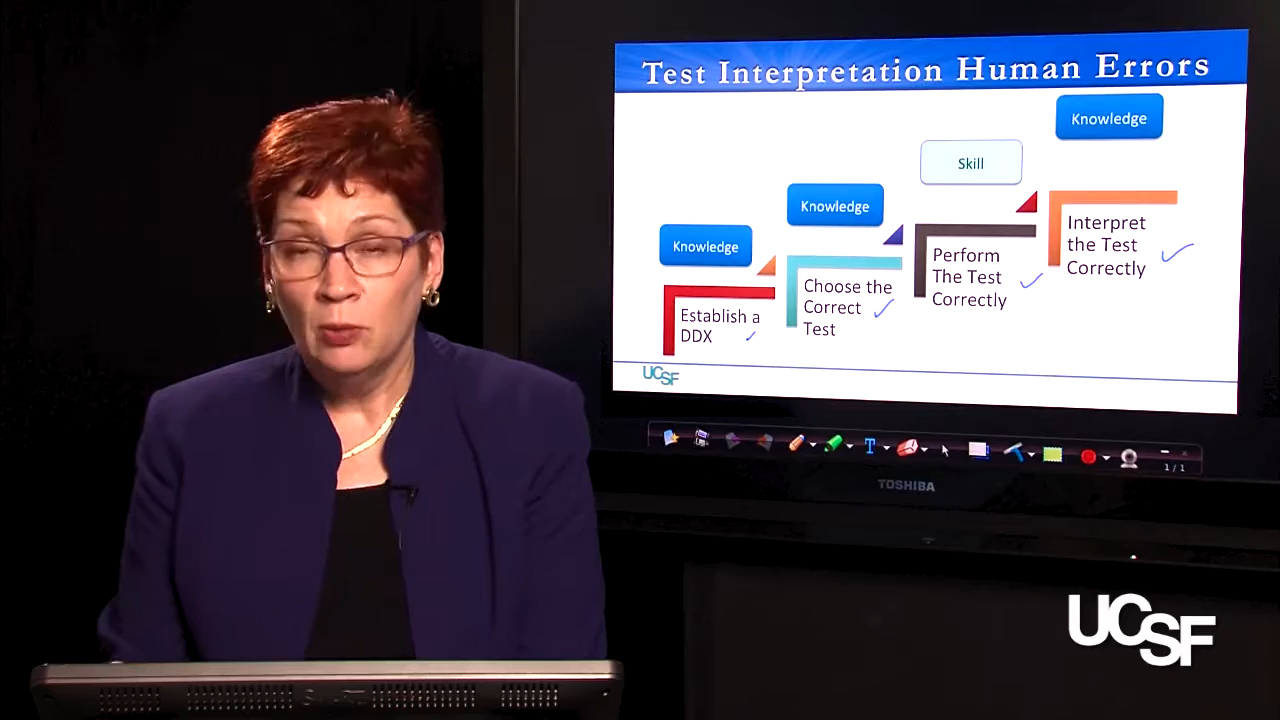 Test Interpretation Human Errors
Knowledge
Skill
Knowledge
Knowledge
Interpret
the Test
Correctly
Perform
The Test
Correctly
Choose the
Correct
Test
Establish a
DDX
UCSF
T
1 / 1
TOSHIBA
UCSF